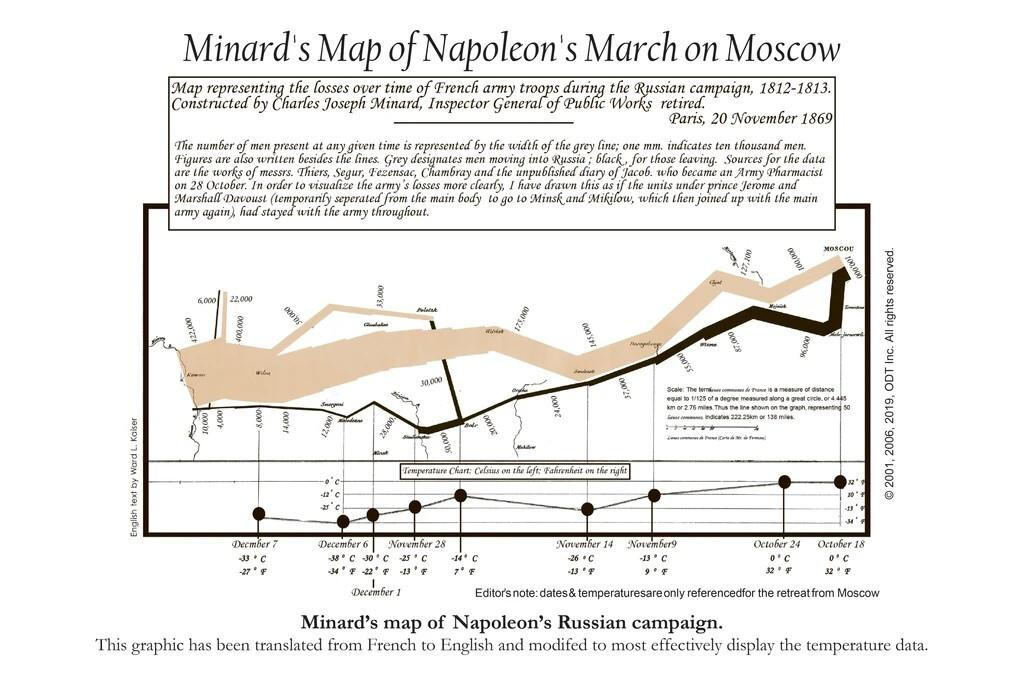 Minard's Map of Napoleon's March on Moscow
Map representing the losses over time of French army troops during the Russian campaign, 1812-1813.
Constructed by Charles Joseph Minard, Inspector General of Public Works retired.
Paris, 20 November 1869
The number of men present at any given time is represented by the width of the grey line; one mm. indicates ten thousand men.
Figures are also written besides the lines. Grey designates men moving into Russia ; black , for those leaving. Sources for the data
are the works of messrs. Thiers, Segur, Fezensac, Chambray and the unpublished diary of Jacob. who became an Army Pharmacist
on 28 October. In order to visualize the army's losses more clearly, I have drawn this as if the units under prince Jerome and
Marshall Davoust (temporarily seperated from the main body to go to Minsk and Mikilow, which then joined up with the main
army again), had stayed with the army throughout.
MOSCOU
100,000
100,000
127,100
Mojaisk
6,000
22,000
33,000
50,000
Polotsk
Gloubokoe
422,000
400,000
175,000
145,000
Kowno
Wilna
Witebsk
Dorogobouge
Wizma
87,000
96,000
55,000
37,000
24,000
30,000
Orscha
Mohilow
Smorgoni
Minsk
Bobr
10,000
4,000
8,000
14,000
12,000
28,000
50,000
20,000
Scale: The term lieues communes de France is a measure of distance
equal to 1/125 of a degree measured along a great circle, or 4.445
km or 2.76 miles. Thus the line shown on the graph, representing 50
lieues communes, indicates 222.25km or 138 miles.
Lieues communes de France (Carte de Mr. de Fezensac)
Temperature Chart: Celsius on the left: Fahrenheit on the right
0° C
-12° C
-25° C
32° F
10° F
-13° F
-34° F
December 7
December 6
November 28
November 14
November9
October 24
October 18
-33 ° C
-38 ° C
-30 ° C
-25 ° C
-14° C
-26 ° C
-13 ° C
0 ° C
0 ° C
-27 ° F
-34 ° F
-22 ° F
-13 ° F
7 ° F
-13 ° F
9 ° F
32 ° F
32 ° F
December 1
Editor's note: dates & temperatures are only referenced for the retreat from Moscow
English text by Ward L. Kaiser
© 2001, 2006, 2019, ODT Inc. All rights reserved.
Minard's map of Napoleon's Russian campaign.
This graphic has been translated from French to English and modifed to most effectively display the temperature data.